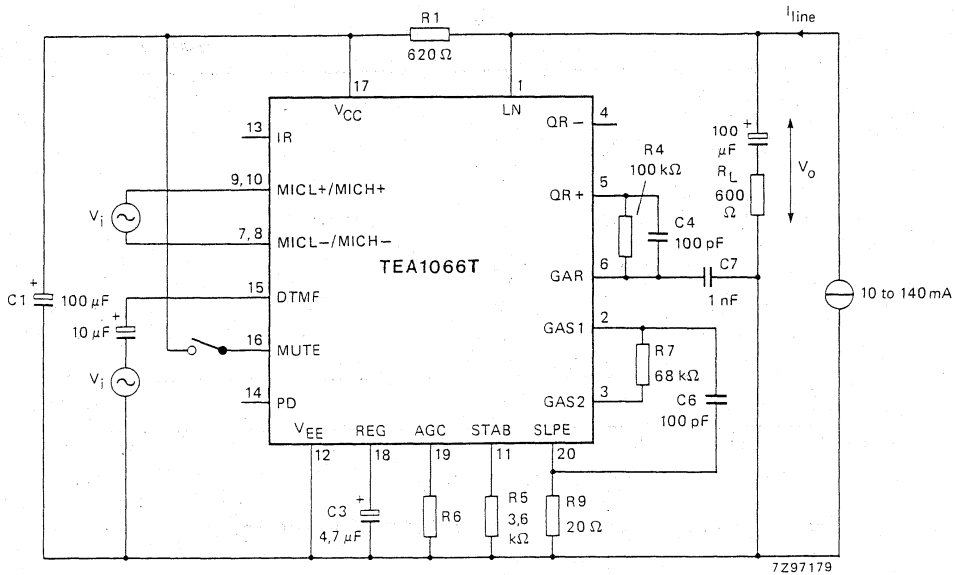 R1
620 Ω
I line
17
1
VCC
LN
13
IR
QR −
4
9, 10
MICL+/MICH+
Vi
7, 8
MICL−/MICH−
R4
100 kΩ
5
QR+
C4
100 pF
100
µF
RL
600
Ω
Vo
TEA1066T
6
GAR
C7
1 nF
C1
100 µF
10 µF
15
DTMF
10 to 140 mA
16
MUTE
2
GAS1
R7
68 kΩ
Vi
14
PD
3
GAS2
C6
100 pF
VEE
REG
AGC
STAB
SLPE
12
18
19
11
20
C3
4,7 µF
R6
R5
3,6
kΩ
R9
20 Ω
7Z97179